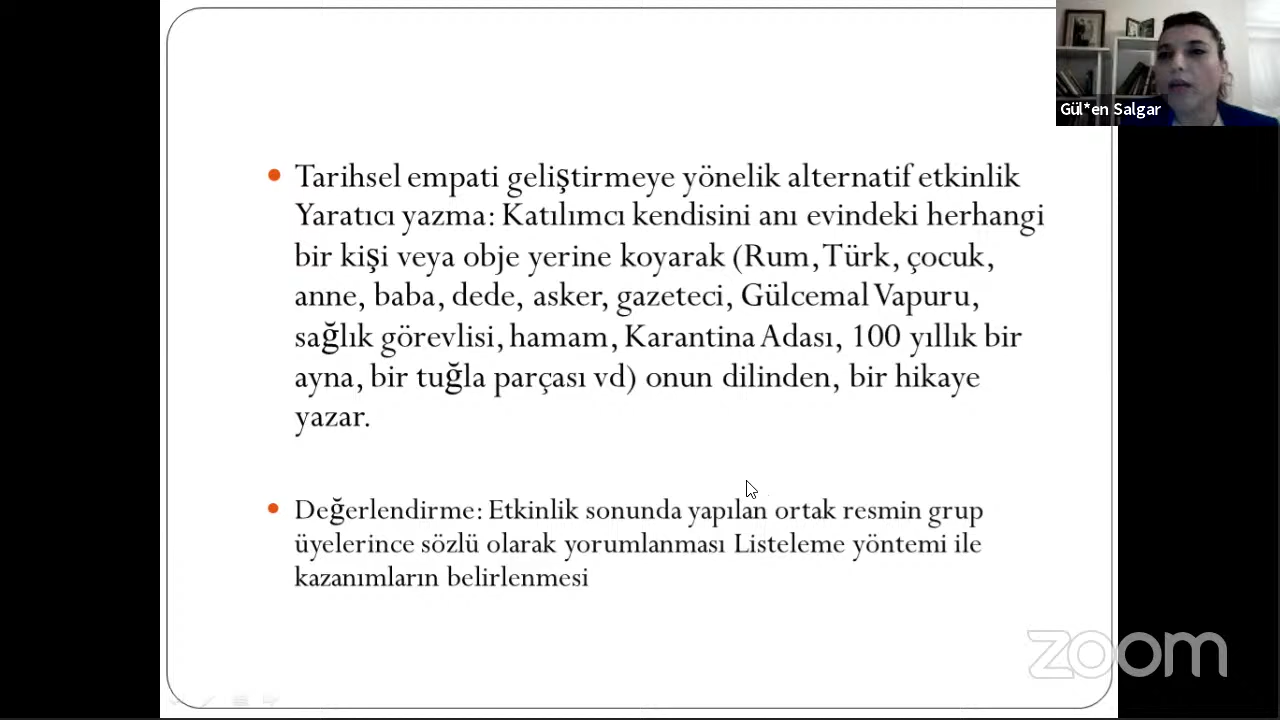 Gül*en Salgar
Tarihsel empati geliştirmeye yönelik alternatif etkinlik
Yaratıcı yazma: Katılımcı kendisini anı evindeki herhangi
bir kişi veya obje yerine koyarak (Rum, Türk, çocuk,
anne, baba, dede, asker, gazeteci, Gülcemal Vapuru,
sağlık görevlisi, hamam, Karantina Adası, 100 yıllık bir
ayna, bir tuğla parçası vd) onun dilinden, bir hikaye
yazar.
Değerlendirme: Etkinlik sonunda yapılan ortak resmin grup
üyelerince sözlü olarak yorumlanması Listeleme yöntemi ile
kazanımların belirlenmesi
zoom